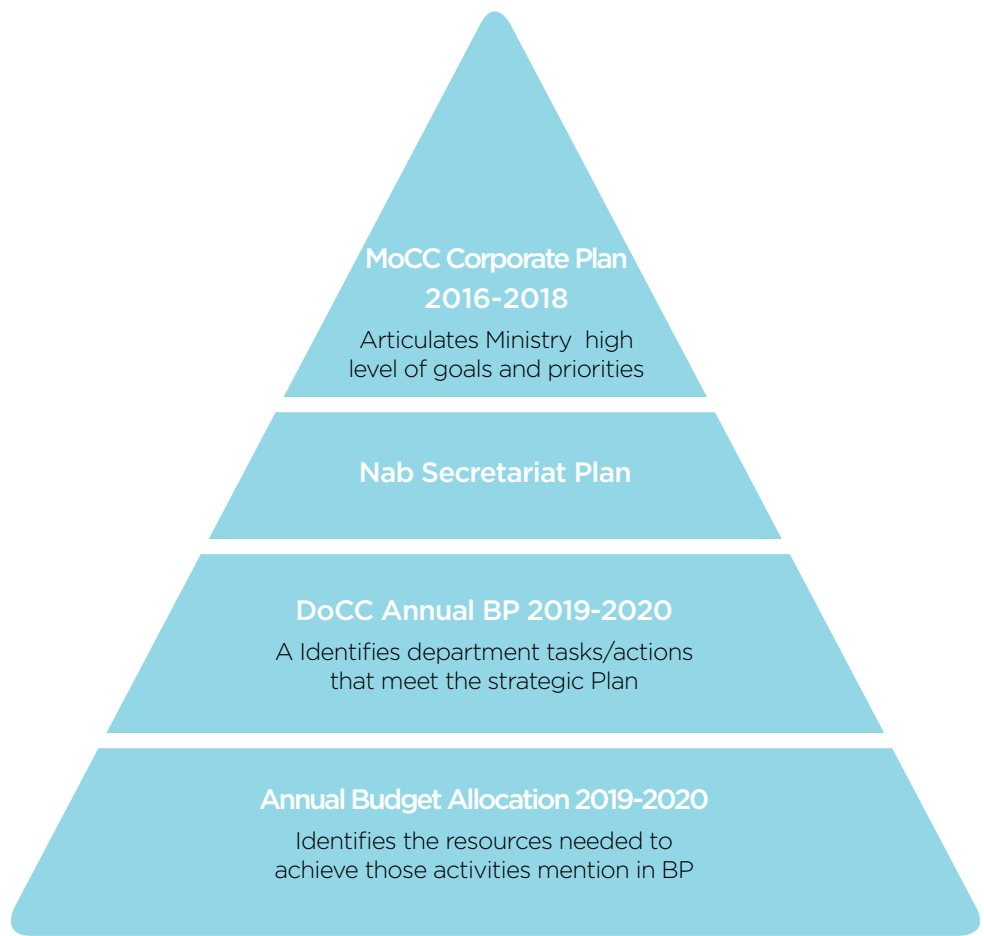 MoCC Corporate Plan
2016-2018
Articulates Ministry high
level of goals and priorities
Nab Secretariat Plan
DoCC Annual BP 2019-2020
A Identifies department tasks/actions
that meet the strategic Plan
Annual Budget Allocation 2019-2020
Identifies the resources needed to
achieve those activities mention in BP